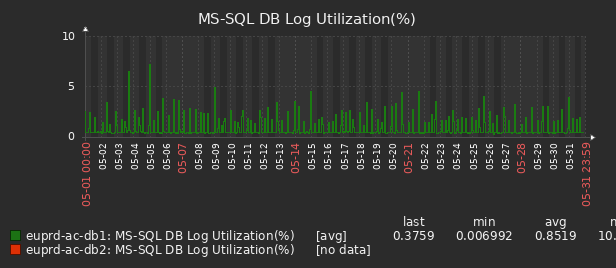 MS-SQL DB Log Utilization(%)
10
5
0
05-01 00:00 05-02 05-03 05-04 05-05 05-06 05-07 05-08 05-09 05-10 05-11 05-12 05-13 05-14 05-15 05-16 05-17 05-18 05-19 05-20 05-21 05-22 05-23 05-24 05-25 05-26 05-27 05-28 05-29 05-30 05-31 05-31 23:59
last min avg
euprd-ac-db1: MS-SQL DB Log Utilization(%) [avg] 0.3759 0.006992 0.8519 10.
euprd-ac-db2: MS-SQL DB Log Utilization(%) [no data]